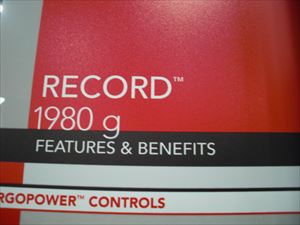 RECORD™
1980 g
FEATURES & BENEFITS
RGOPOWER™ CONTROLS